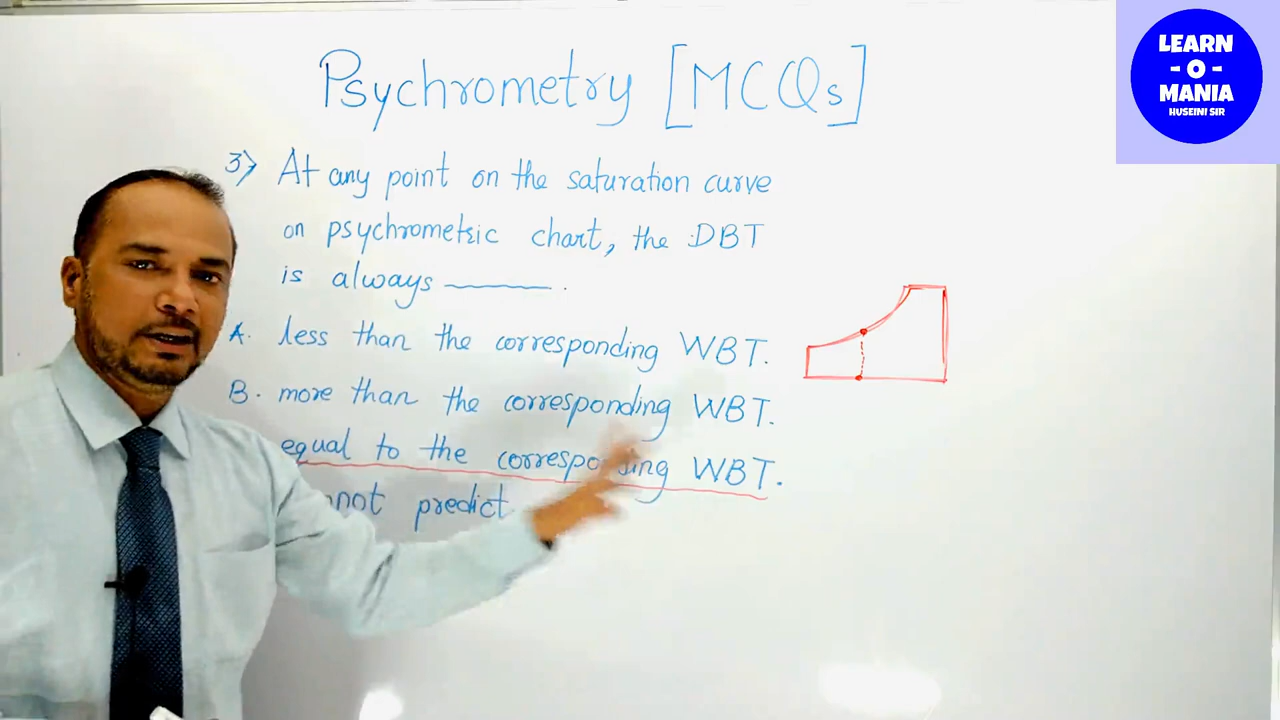 Psychrometry [MCQs]
LEARN
- O -
MANIA
HUSEINI SIR
3) At any point on the saturation curve
on psychrometric chart, the DBT
is always ______.
A. less than the corresponding WBT.
B. more than the corresponding WBT.
equal to the corresponding WBT.
not predict